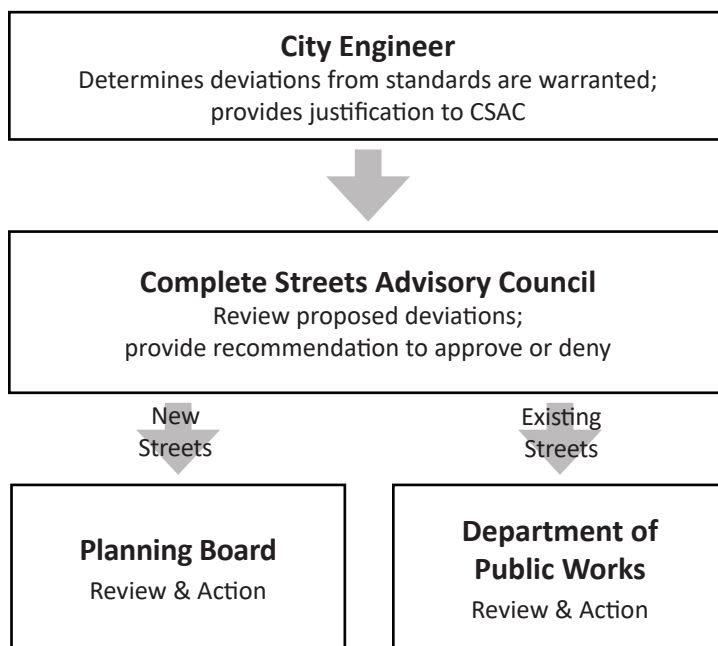 City Engineer
Determines deviations from standards are warranted;
provides justification to CSAC
Complete Streets Advisory Council
Review proposed deviations;
provide recommendation to approve or deny
New
Streets
Existing
Streets
Planning Board
Review & Action
Department of
Public Works
Review & Action